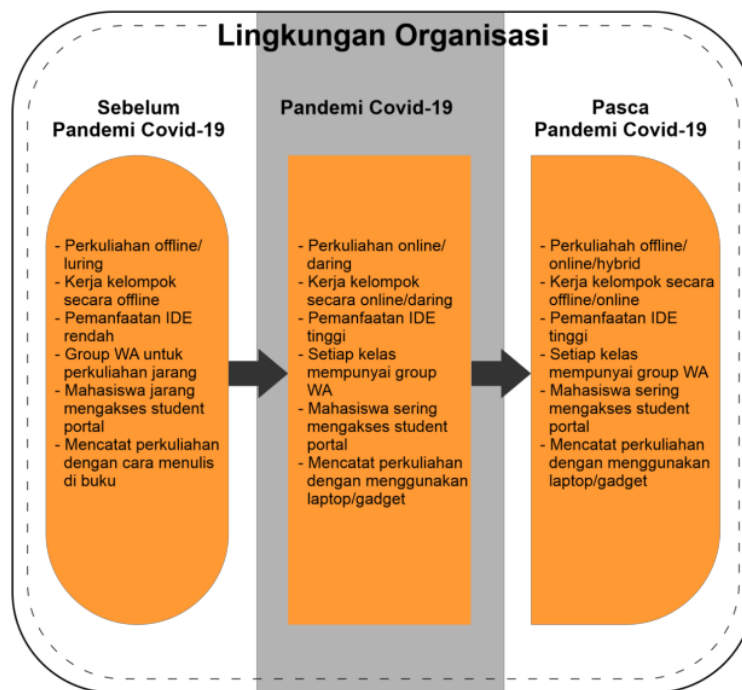 Lingkungan Organisasi
Sebelum
Pandemi Covid-19
- Perkuliahan offline/
luring
- Kerja kelompok
secara offline
- Pemanfaatan IDE
rendah
- Group WA untuk
perkuliahan jarang
- Mahasiswa jarang
mengakses student
portal
- Mencatat perkuliahan
dengan cara menulis
di buku
Pandemi Covid-19
- Perkuliahan online/
daring
- Kerja kelompok
secara online/daring
- Pemanfaatan IDE
tinggi
- Setiap kelas
mempunyai group
WA
- Mahasiswa sering
mengakses student
portal
- Mencatat perkuliahan
dengan menggunakan
laptop/gadget
Pasca
Pandemi Covid-19
- Perkuliahah offline/
online/hybrid
- Kerja kelompok secara
offline/online
- Pemanfaatan IDE
tinggi
- Setiap kelas
mempunyai group WA
- Mahasiswa sering
mengakses student
portal
- Mencatat perkuliahan
dengan menggunakan
laptop/gadget